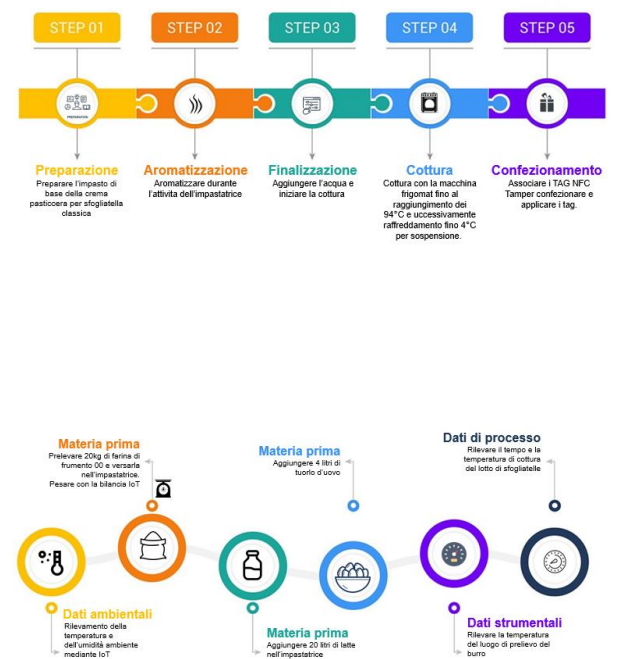 STEP 01
STEP 02
STEP 03
STEP 04
STEP 05
PREPARATION
Preparazione
Preparare l'impasto di
base della crema
pasticcera per sfogliatella
classica
Aromatizzazione
Aromatizzare durante
l'attivita dell'impastatrice
Finalizzazione
Aggiungere l'acqua e
iniziare la cottura
Cottura
Cottura con la macchina
frigomat fino al
raggiungimento dei
94°C e uccessivamente
raffreddamento fino 4°C
per sospensione.
Confezionamento
Associare i TAG NFC
Tamper confezionare e
applicare i tag.
Materia prima
Prelevare 20kg di farina di
frumento 00 e versarla
nell'impastatrice.
Pesare con la bilancia IoT
Materia prima
Aggiungere 4 litri di
tuorlo d'uovo
Dati di processo
Rilevare il tempo e la
temperatura di cottura
del lotto di sfogliatelle
Dati ambientali
Rilevamento della
temperatura e
dell'umidità ambiente
mediante IoT
Materia prima
Aggiungere 20 litri di latte
nell'impastatrice
Dati strumentali
Rilevare la temperatura
del luogo di prelievo del
burro